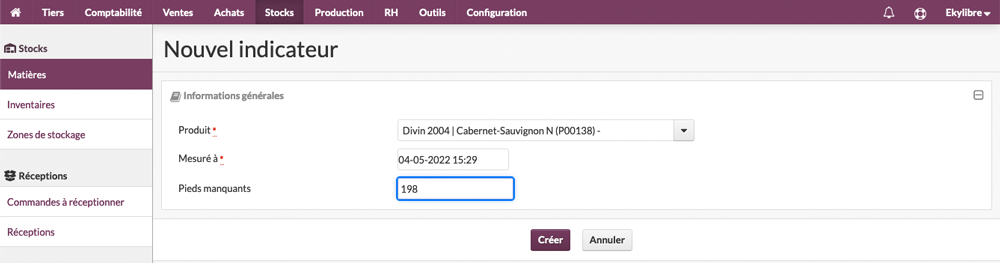 Tiers Comptabilité Ventes Achats Stocks Production RH Outils Configuration Ekylibre
Stocks
Matières
Inventaires
Zones de stockage
Réceptions
Commandes à réceptionner
Réceptions
Nouvel indicateur
Informations générales
Produit * Divin 2004 | Cabernet-Sauvignon N (P00138) -
Mesuré à * 04-05-2022 15:29
Pieds manquants 198
Créer Annuler